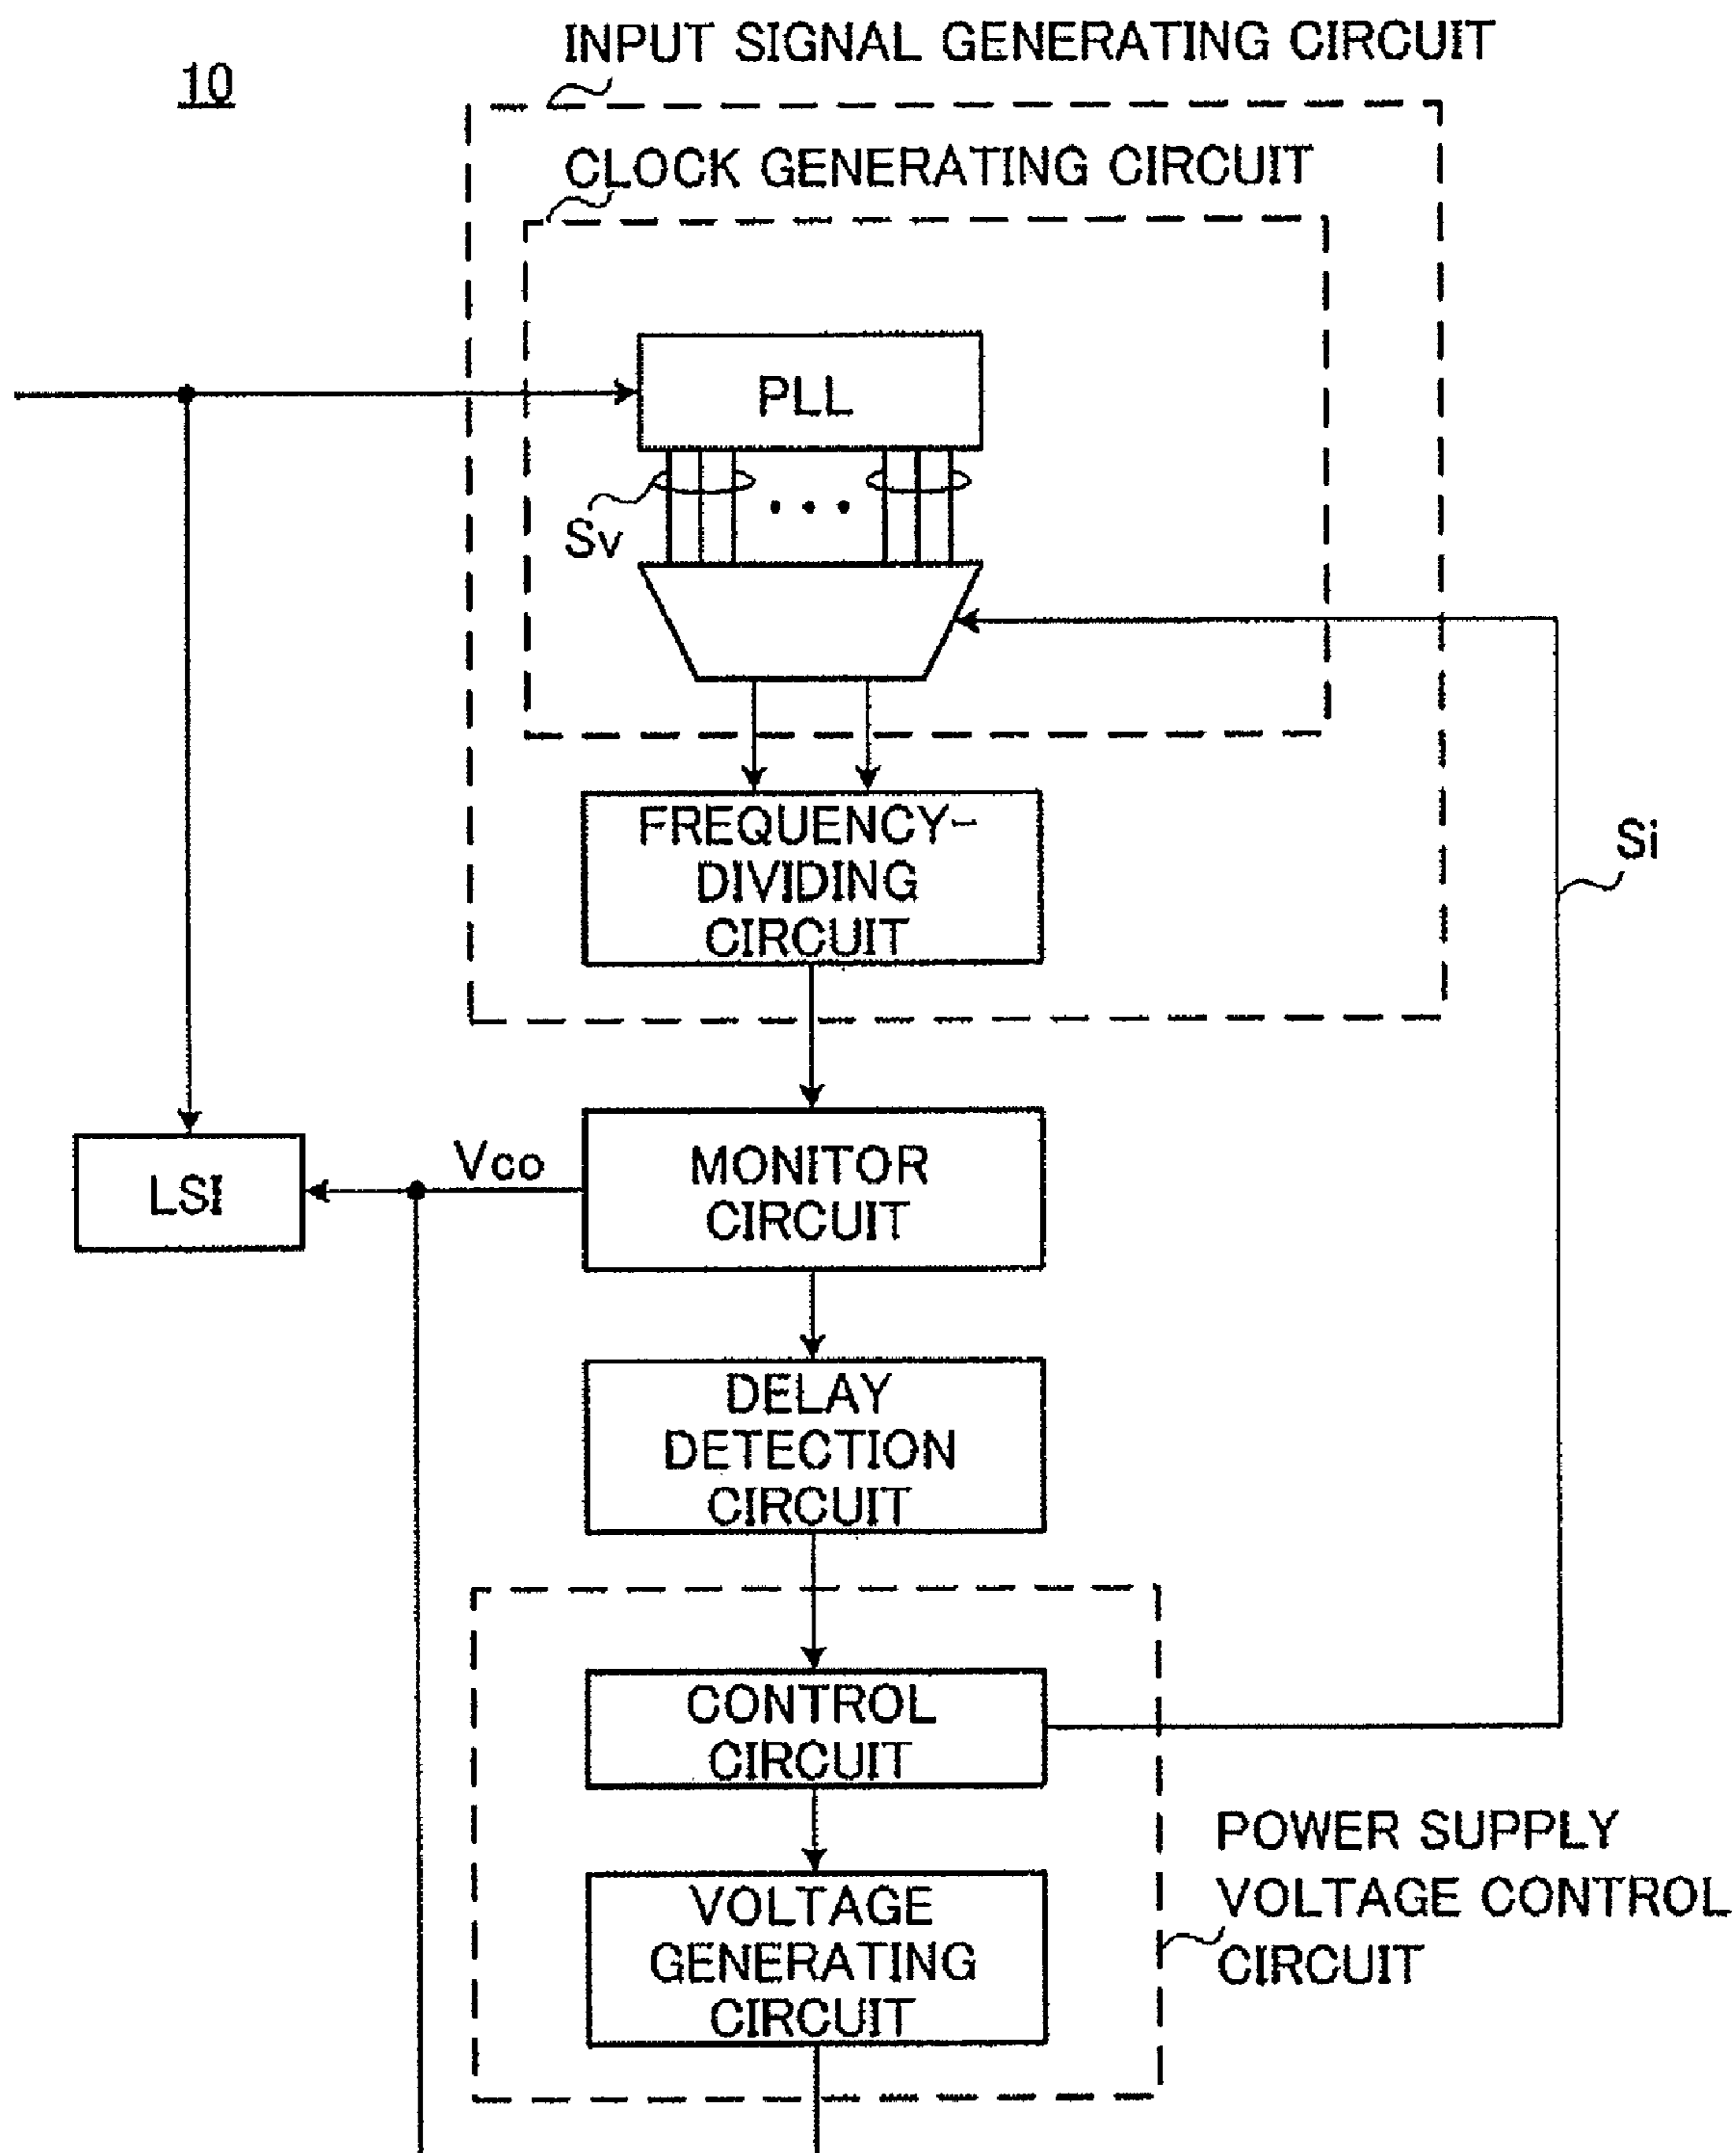 INPUT SIGNAL GENERATING CIRCUIT
10
CLOCK GENERATING CIRCUIT
PLL
Sv
FREQUENCY-
DIVIDING
CIRCUIT
Si
Vco
MONITOR
CIRCUIT
LSI
DELAY
DETECTION
CIRCUIT
CONTROL
CIRCUIT
POWER SUPPLY
VOLTAGE CONTROL
CIRCUIT
VOLTAGE
GENERATING
CIRCUIT